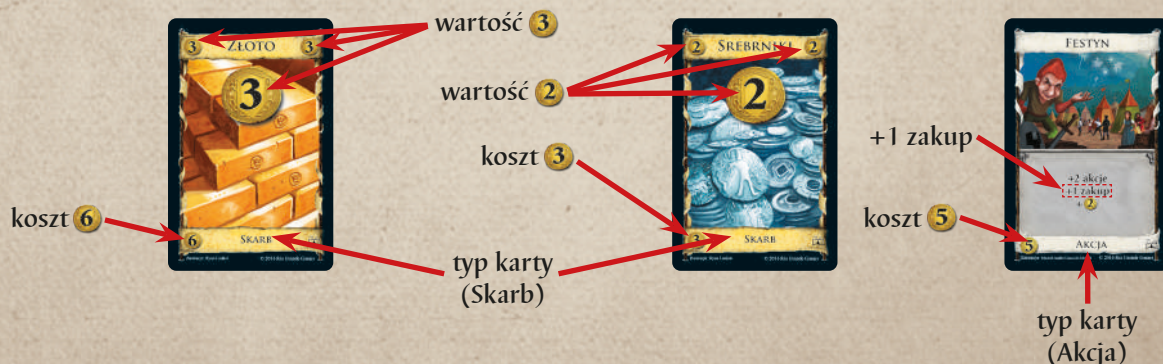 wartość 3
3 ZŁOTO 3
3
wartość 2
2 SREBRNIKI 2
2
FESTYN
koszt 3
+1 zakup
+2 akcje
+1 zakup
+ 2
koszt 6
6 SKARB
3 SKARB
koszt 5
5 AKCJA
typ karty
(Skarb)
typ karty
(Akcja)